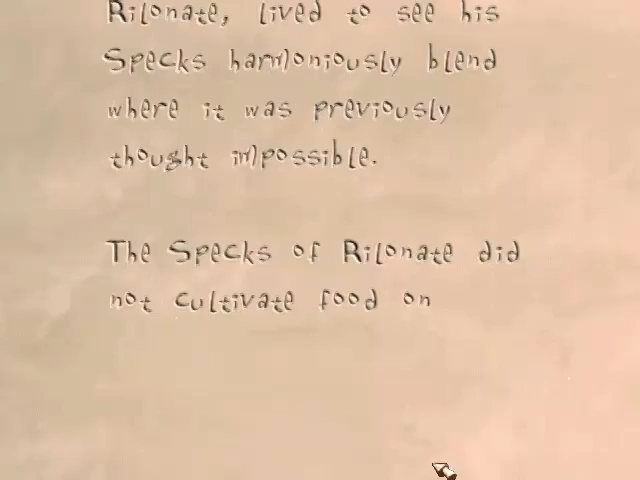 Rilonate, lived to see his
Specks harmoniously blend
where it was previously
thought impossible.
The Specks of Rilonate did
not cultivate food on